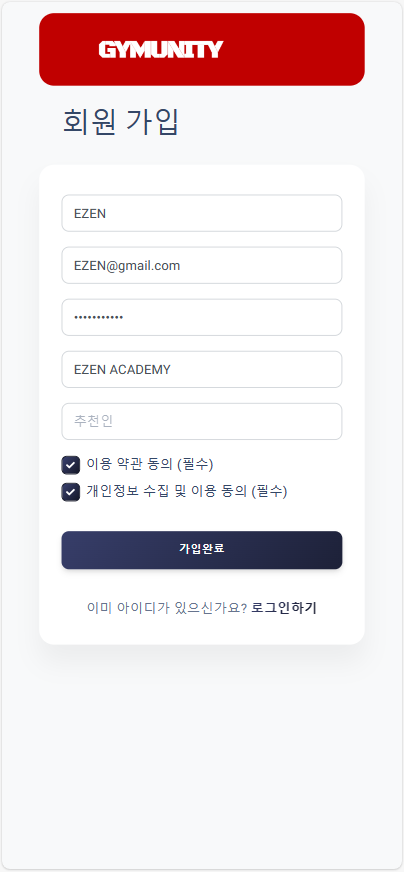 GYMUNITY
회원 가입
EZEN
EZEN@gmail.com
•••••••••••
EZEN ACADEMY
추천인
이용 약관 동의 (필수)
개인정보 수집 및 이용 동의 (필수)
가입완료
이미 아이디가 있으신가요? 로그인하기